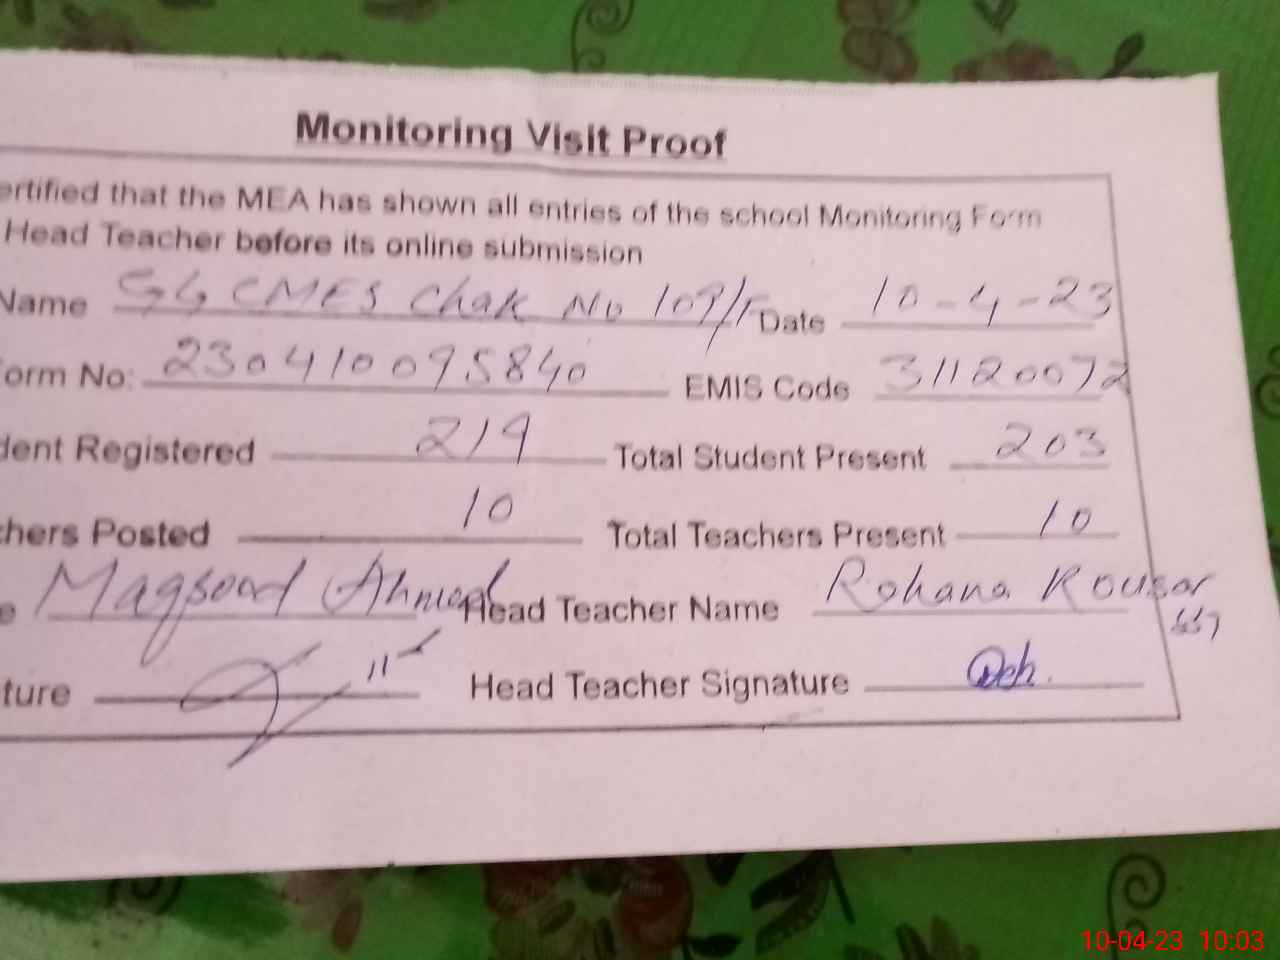 Monitoring Visit Proof
ertified that the MEA has shown all entries of the school Monitoring Form
Head Teacher before its online submission
Name GG CMES Chak No 109/F Date 10-4-23
orm No: 230410095840 EMIS Code 31120072
dent Registered 219 Total Student Present 203
chers Posted 10 Total Teachers Present 10
e Maqsood Ahmed Head Teacher Name Rohana Kousar
ture Head Teacher Signature
10-04-23 10:03